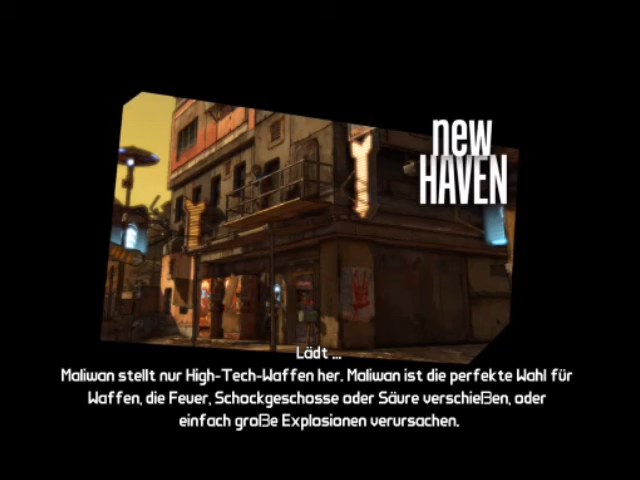 new
HAVEN
Lädt ...
Maliwan stellt nur High-Tech-Waffen her. Maliwan ist die perfekte Wahl für
Waffen, die Feuer, Schockgeschosse oder Säure verschießen, oder
einfach große Explosionen verursachen.